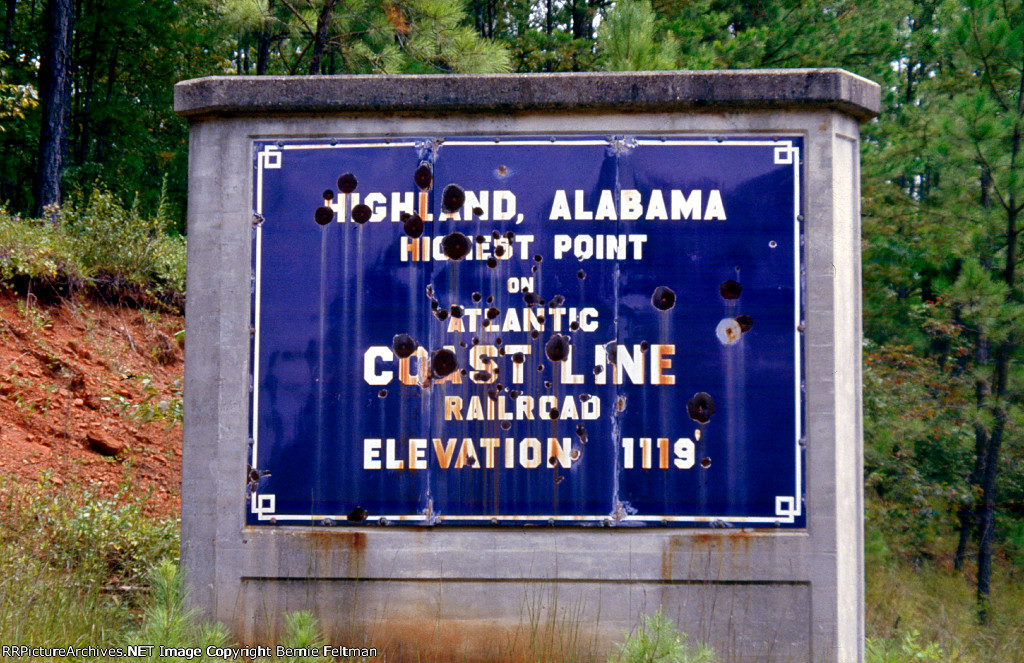 HIGHLAND, ALABAMA
HIGHEST POINT
ON
ATLANTIC
COAST LINE
RAILROAD
ELEVATION 1119'
©RRPictureArchives.NET Image Copyright Bernie Feltman